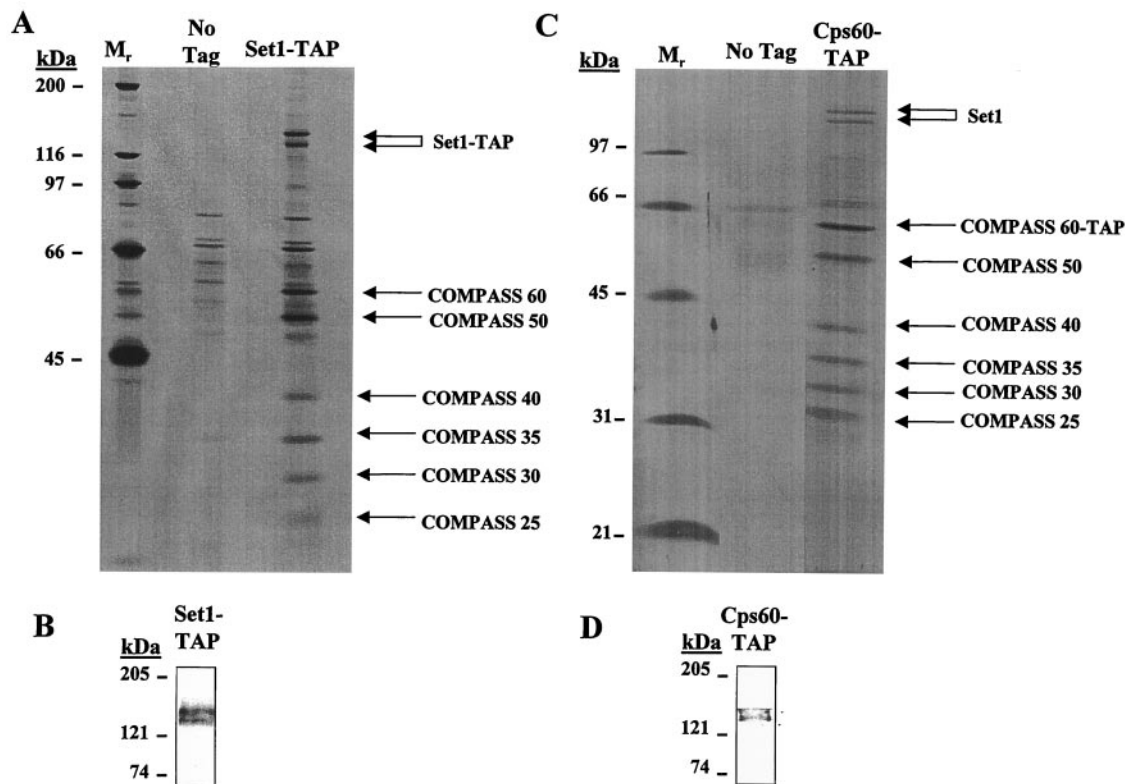 A
kDa
Mr
No
Tag
Set1-TAP
200 –
116 –
97 –
66 –
45 –
Set1-TAP
COMPASS 60
COMPASS 50
COMPASS 40
COMPASS 35
COMPASS 30
COMPASS 25
C
kDa
Mr
No Tag
Cps60-
TAP
97 –
66 –
45 –
31 –
21 –
Set1
COMPASS 60-TAP
COMPASS 50
COMPASS 40
COMPASS 35
COMPASS 30
COMPASS 25
B
Set1-
TAP
kDa
205 –
121 –
74 –
D
Cps60-
TAP
kDa
205 –
121 –
74 –